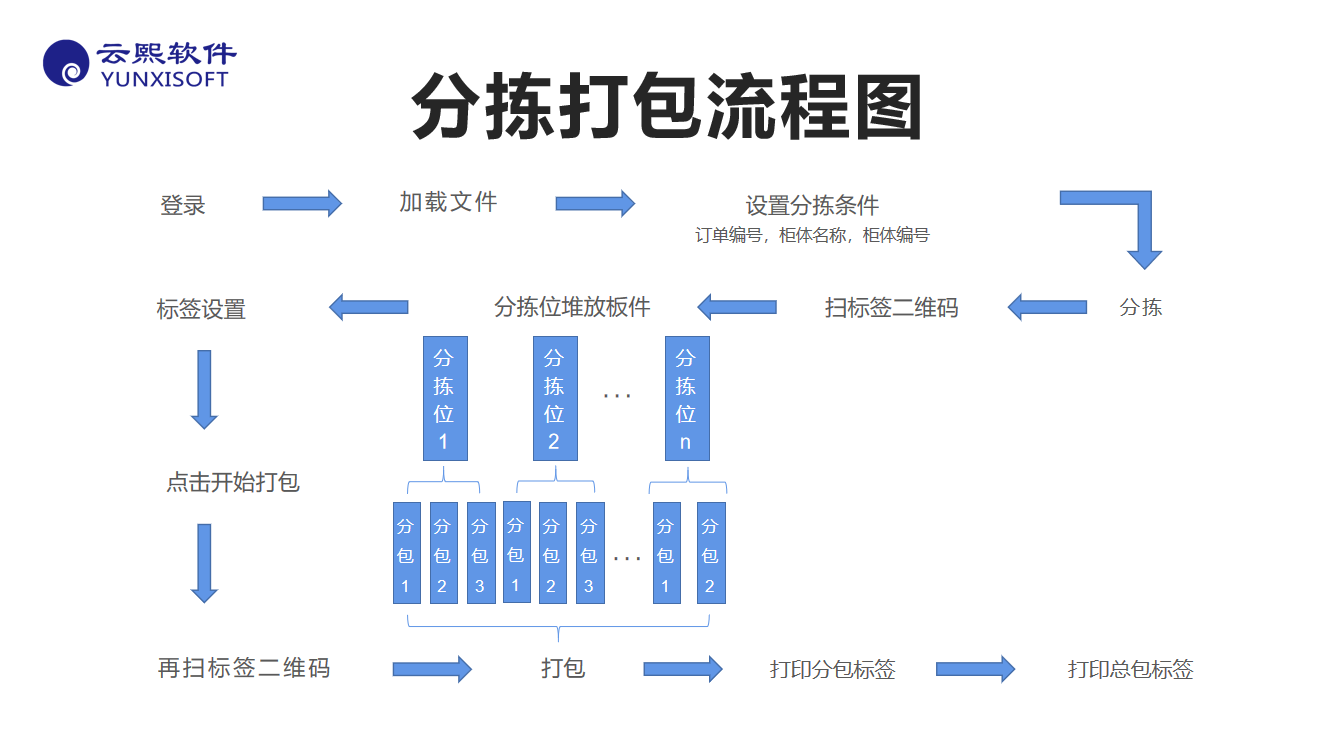 云熙软件
YUNXISOFT
分拣打包流程图
登录
加载文件
设置分拣条件
订单编号，柜体名称，柜体编号
标签设置
分拣位堆放板件
扫标签二维码
分拣
分拣位1
分拣位2
...
分拣位n
点击开始打包
分包1
分包2
分包3
分包1
分包2
分包3
...
分包1
分包2
再扫标签二维码
打包
打印分包标签
打印总包标签